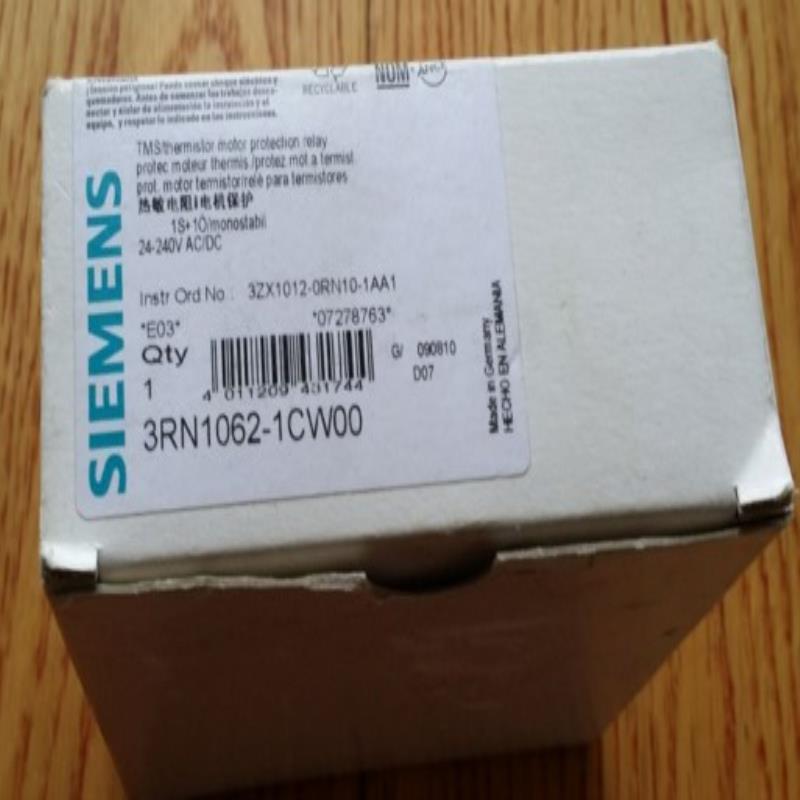 ¡Tensión peligrosa! Puede causar choque eléctrico y
quemaduras. Antes de comenzar los trabajos desco-
nectar y aislar de alimentación la instalación y el
equipo, y respetar lo indicado en las instrucciones.
RECYCLABLE
NOM-ANCE
SIEMENS
TMS/thermistor motor protection relay
protec moteur thermis./protez mot a termist
prot. motor termistor/relé para termistores
热敏电阻电机保护
1S+1Ö/monostabil
24-240V AC/DC
Instr Ord No : 3ZX1012-0RN10-1AA1
*E03* *07278763*
Qty
1
G/ 090810
D07
4 011209 431744
3RN1062-1CW00
Made in Germany
HECHO EN ALEMANIA